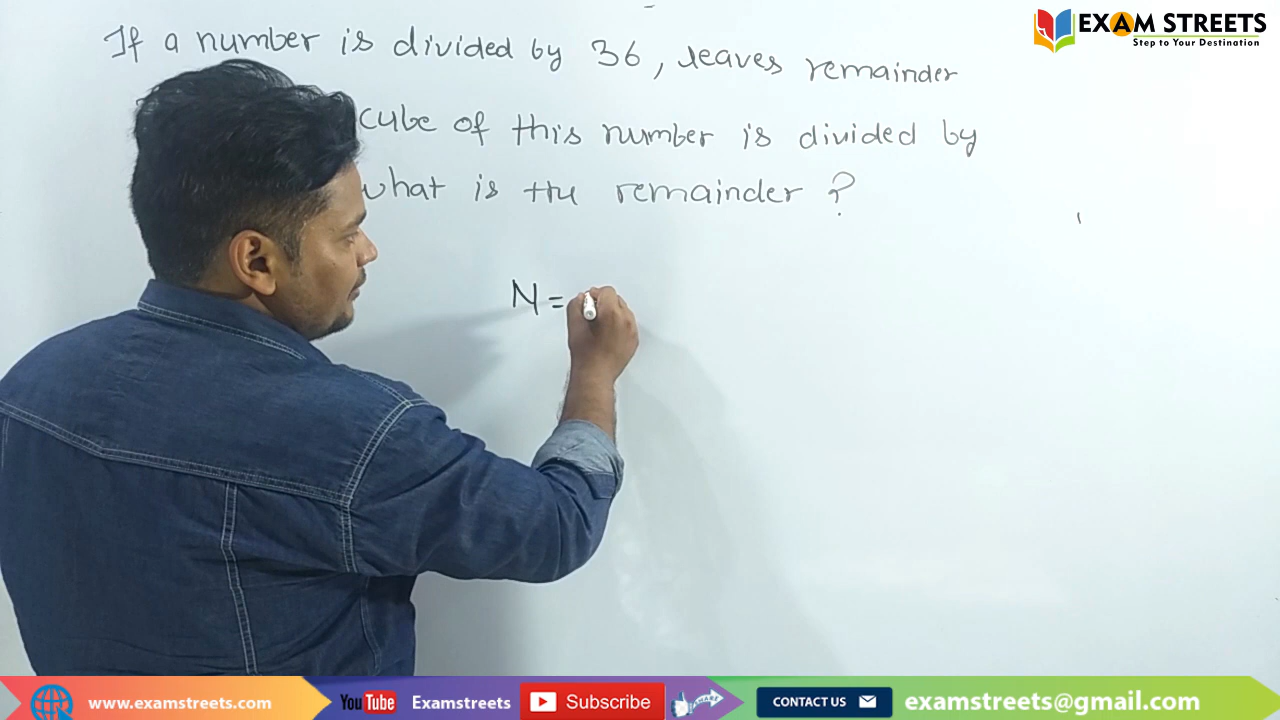 If a number is divided by 36, leaves remainder
cube of this number is divided by
what is the remainder ?
N =
EXAM STREETS
Step to Your Destination
www.examstreets.com
YouTube Examstreets
Subscribe
SHARE
CONTACT US
examstreets@gmail.com